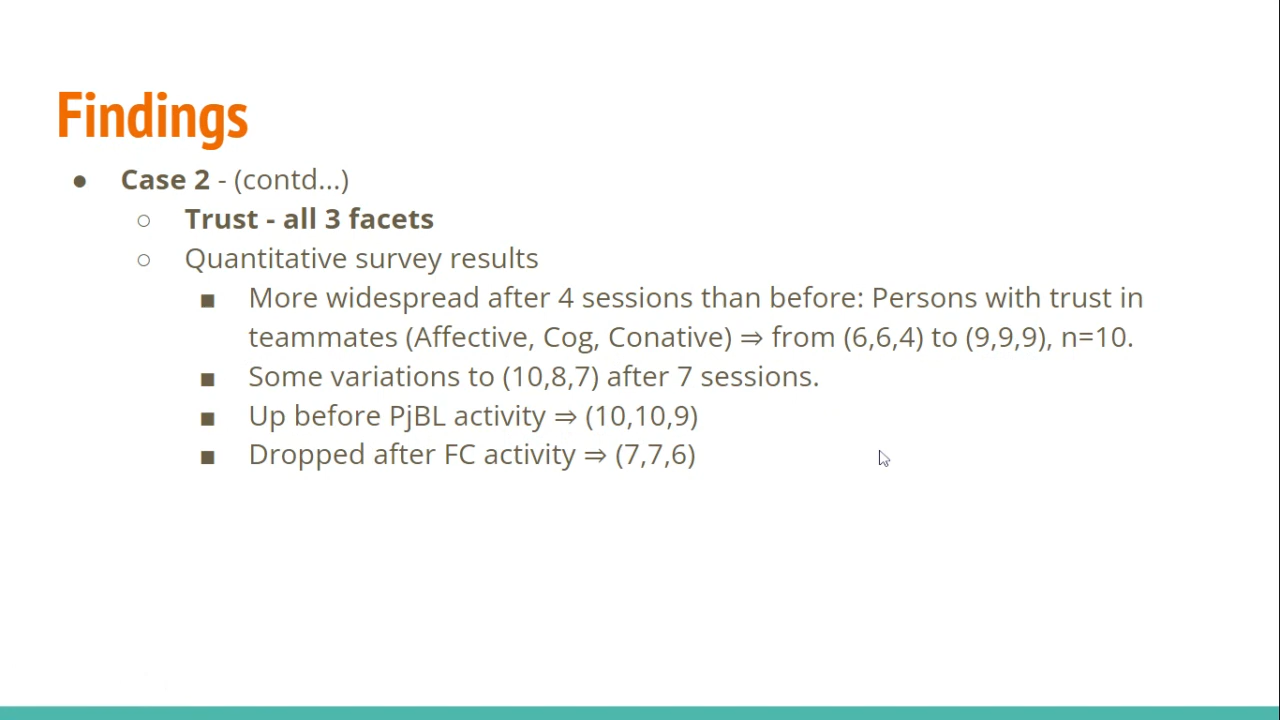 Findings
● Case 2 - (contd...)
○ Trust - all 3 facets
○ Quantitative survey results
■ More widespread after 4 sessions than before: Persons with trust in
teammates (Affective, Cog, Conative) ⇒ from (6,6,4) to (9,9,9), n=10.
■ Some variations to (10,8,7) after 7 sessions.
■ Up before PjBL activity ⇒ (10,10,9)
■ Dropped after FC activity ⇒ (7,7,6)